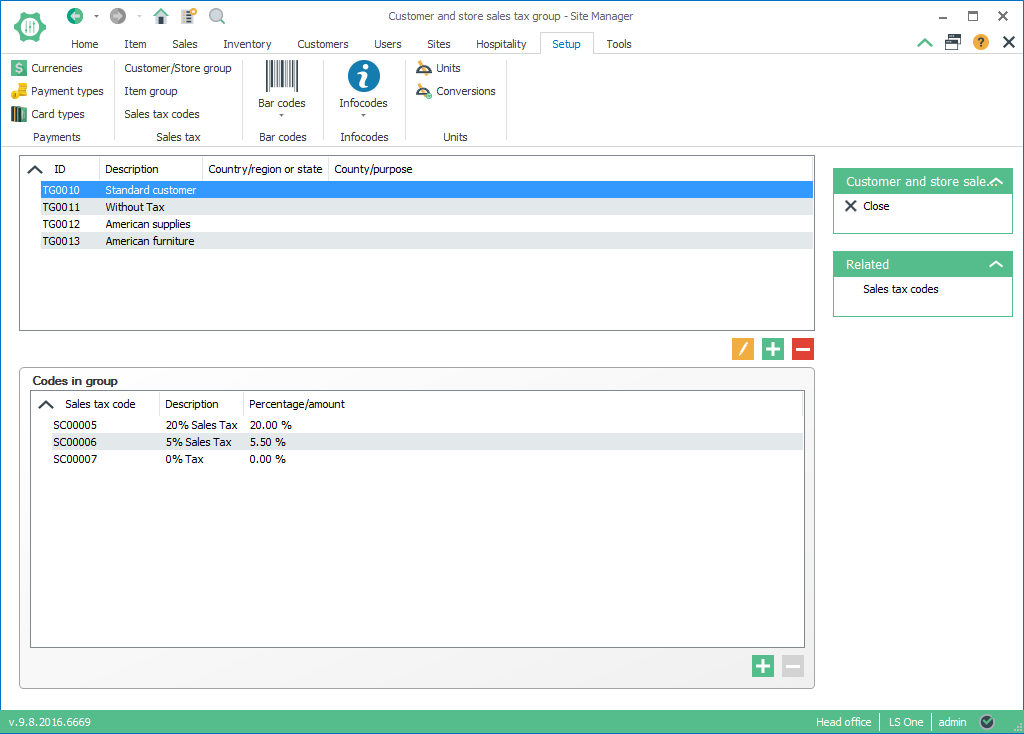 Customer and store sales tax group - Site Manager
Home Item Sales Inventory Customers Users Sites Hospitality Setup Tools
Currencies
Payment types
Card types
Payments
Customer/Store group
Item group
Sales tax codes
Sales tax
Bar codes
Bar codes
Infocodes
Infocodes
Units
Conversions
Units
ID Description Country/region or state County/purpose
TG0010 Standard customer
TG0011 Without Tax
TG0012 American supplies
TG0013 American furniture
Customer and store sale...
Close
Related
Sales tax codes
Codes in group
Sales tax code Description Percentage/amount
SC00005 20% Sales Tax 20.00 %
SC00006 5% Sales Tax 5.50 %
SC00007 0% Tax 0.00 %
v.9.8.2016.6669 Head office LS One admin